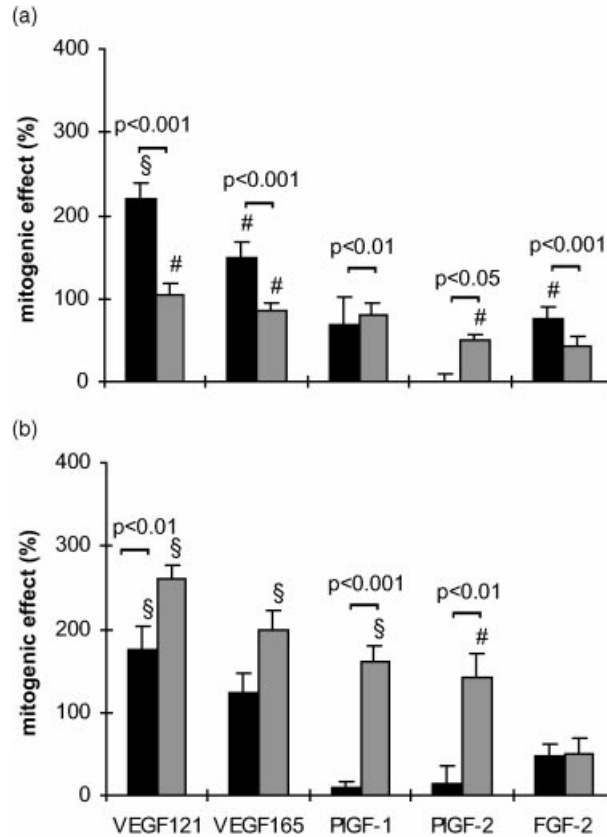 (a)
400
300
200
100
0
mitogenic effect (%)
p<0.001
§
#
p<0.001
#
#
p<0.01
p<0.05
#
p<0.001
#
(b)
400
300
200
100
0
mitogenic effect (%)
p<0.01
§
§
§
p<0.001
§
p<0.01
#
VEGF121 VEGF165 PlGF-1 PlGF-2 FGF-2